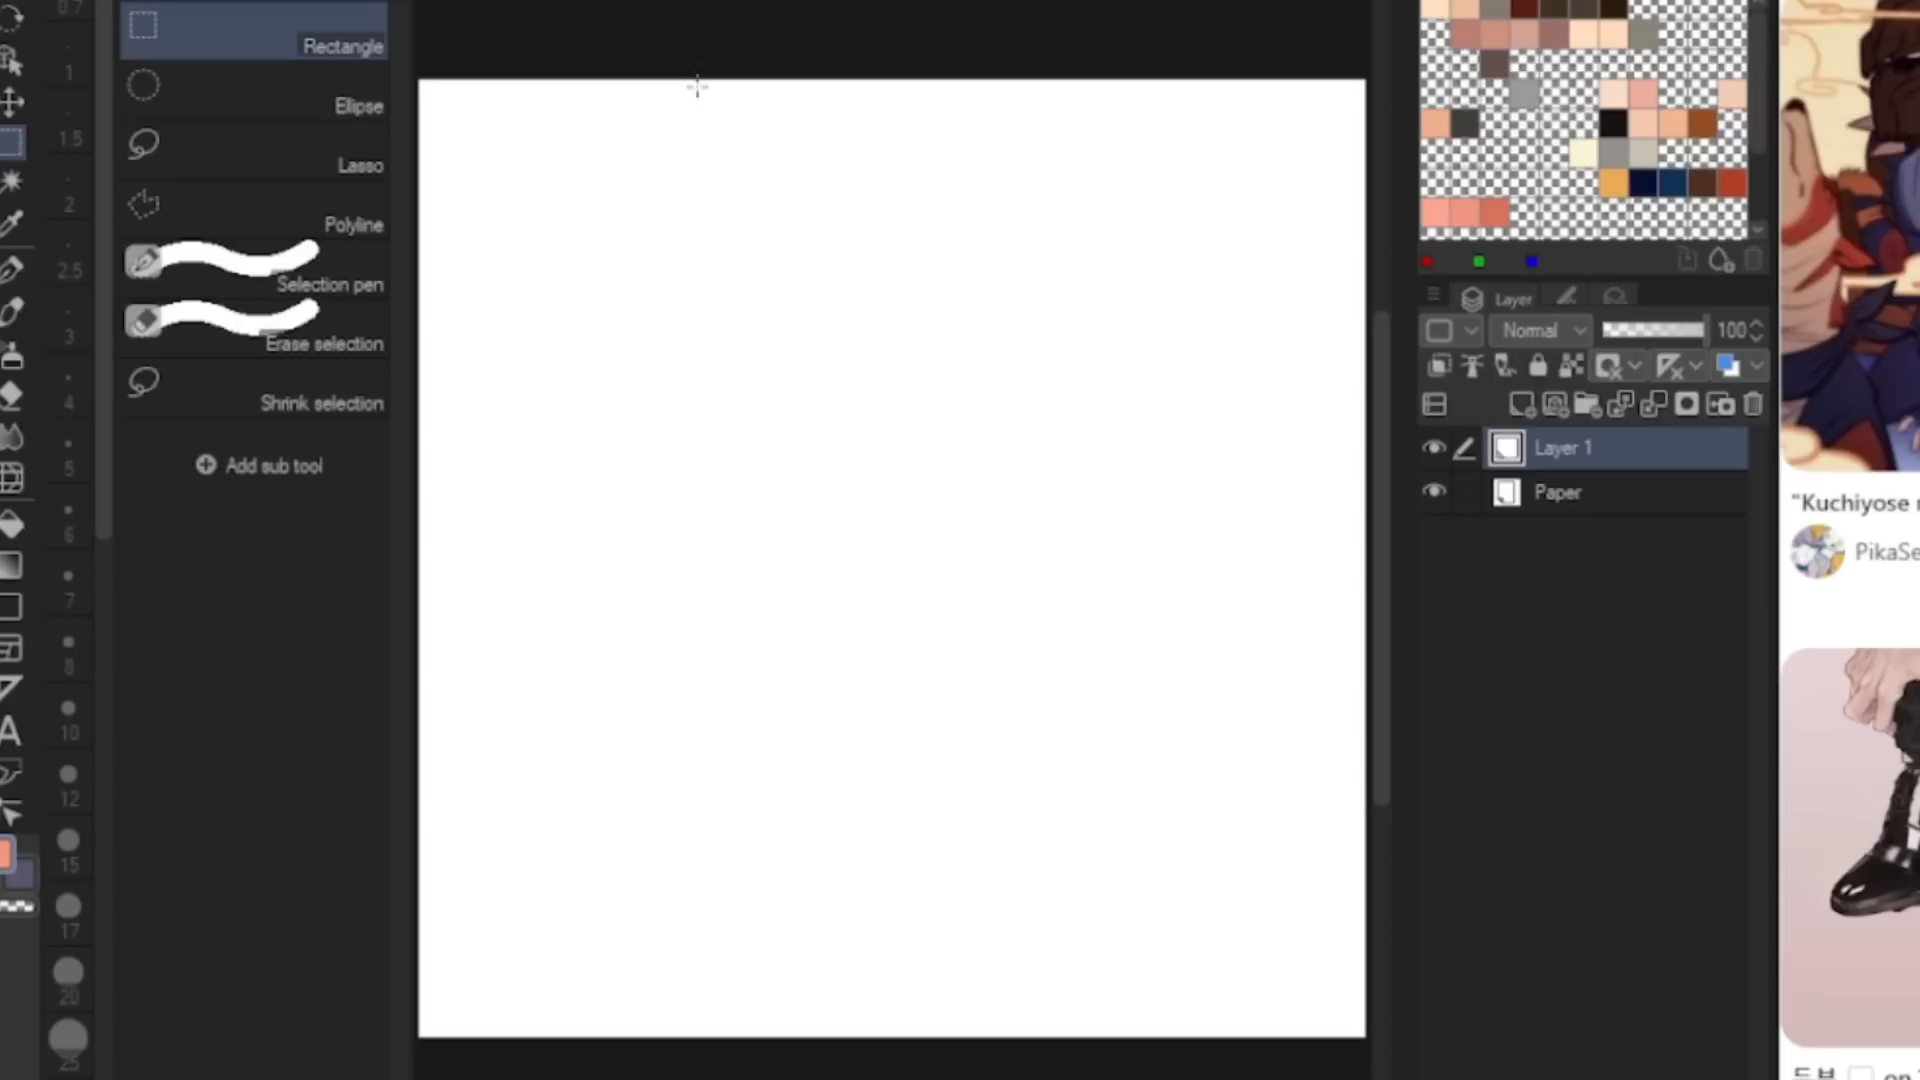 0.7
1
1.5
2
2.5
3
4
5
6
7
8
10
12
15
17
20
25
Rectangle
Ellipse
Lasso
Polyline
Selection pen
Erase selection
Shrink selection
Add sub tool
Layer
Normal
100
Layer 1
Paper
"Kuchiyose
PikaSe